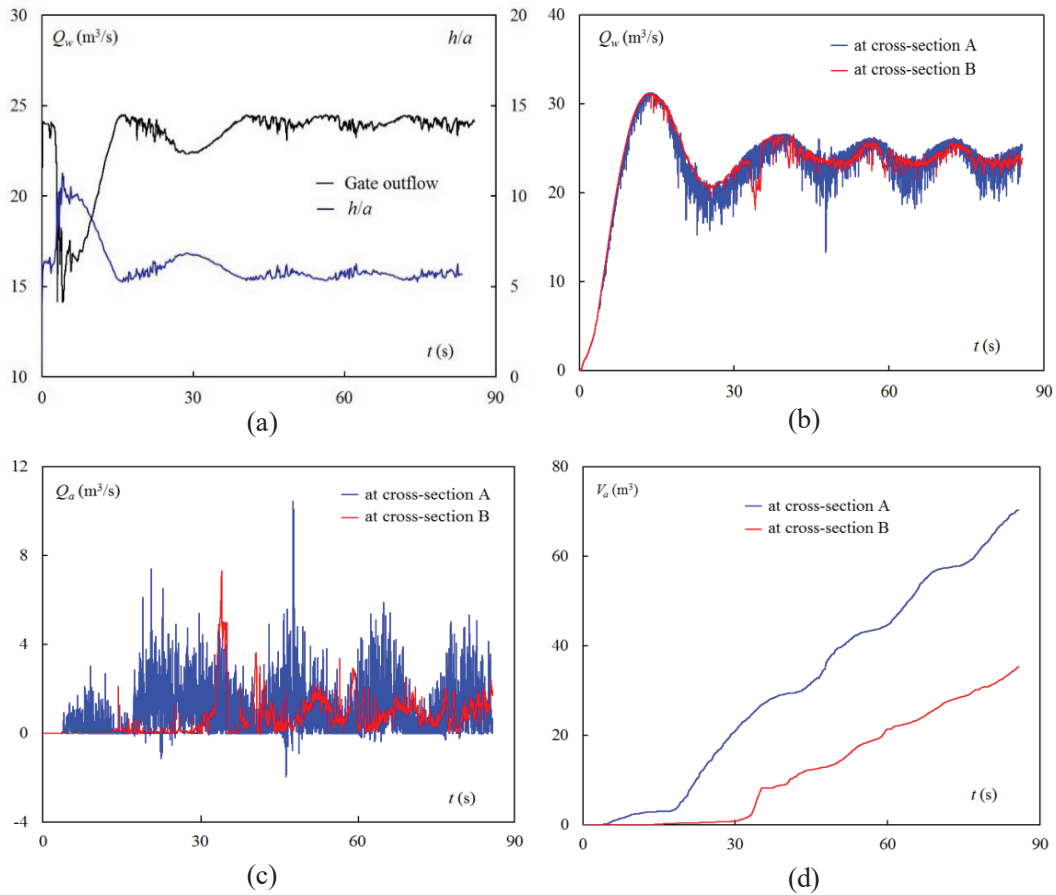 30
20
Qw (m³/s)
h/a
25
15
20
10
Gate outflow
h/a
15
5
t (s)
10
0
0
30
60
90
(a)
40
Qw (m³/s)
at cross-section A
at cross-section B
30
20
10
t (s)
0
0
30
60
90
(b)
12
Qa (m³/s)
at cross-section A
at cross-section B
8
4
0
t (s)
-4
0
30
60
90
(c)
80
Va (m³)
at cross-section A
at cross-section B
60
40
20
t (s)
0
0
30
60
90
(d)